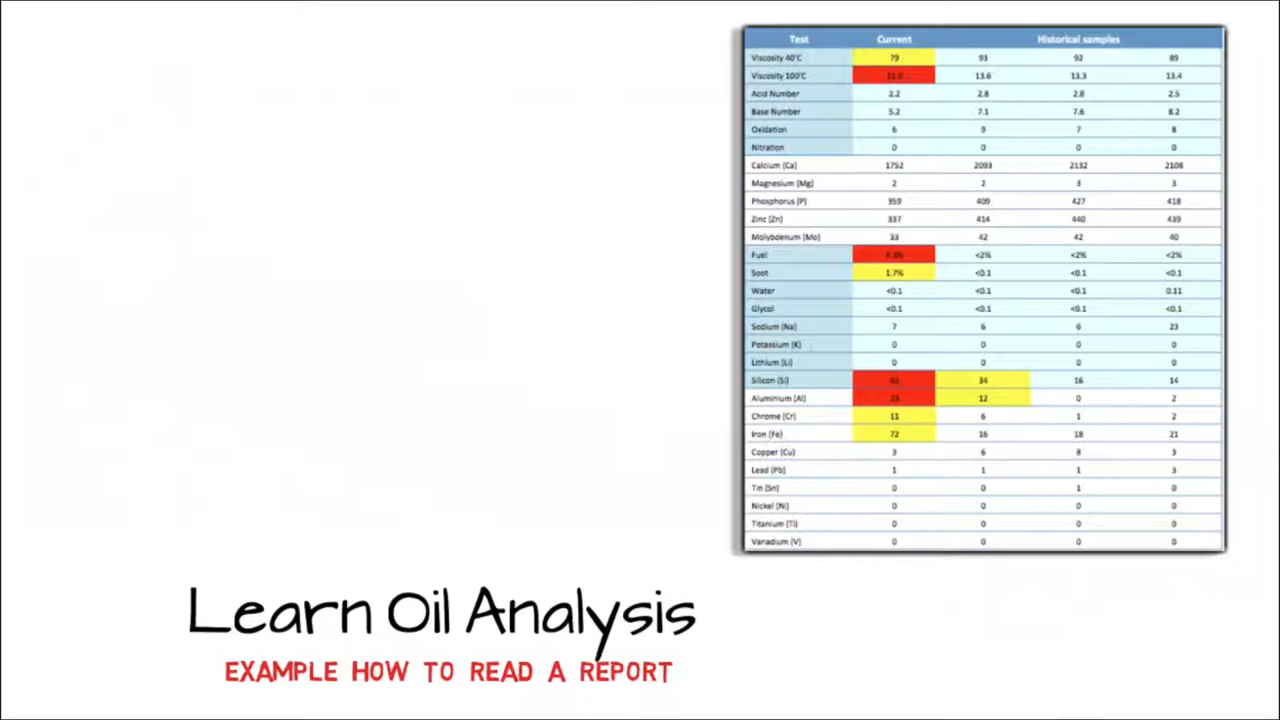 Test Current Historical samples
Viscosity 40°C 79 93 92 89
Viscosity 100°C 13.6 13.3 13.4
Acid Number 2.2 2.8 2.8 2.5
Base Number 5.2 7.1 7.6 8.2
Oxidation 6 9 7 8
Nitration 0 0 0 0
Calcium (Ca) 1752 2093 2132 2108
Magnesium (Mg) 2 2 3 3
Phosphorus (P) 359 409 427 418
Zinc (Zn) 337 414 440 439
Molybdenum (Mo) 33 42 42 40
Fuel <2% <2% <2%
Soot 1.7% <0.1 <0.1 <0.1
Water <0.1 <0.1 <0.1 0.11
Glycol <0.1 <0.1 <0.1 <0.1
Sodium (Na) 7 6 6 23
Potassium (K) 0 0 0 0
Lithium (Li) 0 0 0 0
Silicon (Si) 34 16 14
Aluminium (Al) 12 0 2
Chrome (Cr) 11 6 1 2
Iron (Fe) 72 16 18 21
Copper (Cu) 3 6 8 3
Lead (Pb) 1 1 1 3
Tin (Sn) 0 0 1 0
Nickel (Ni) 0 0 0 0
Titanium (Ti) 0 0 0 0
Vanadium (V) 0 0 0 0
Learn Oil Analysis
EXAMPLE HOW TO READ A REPORT